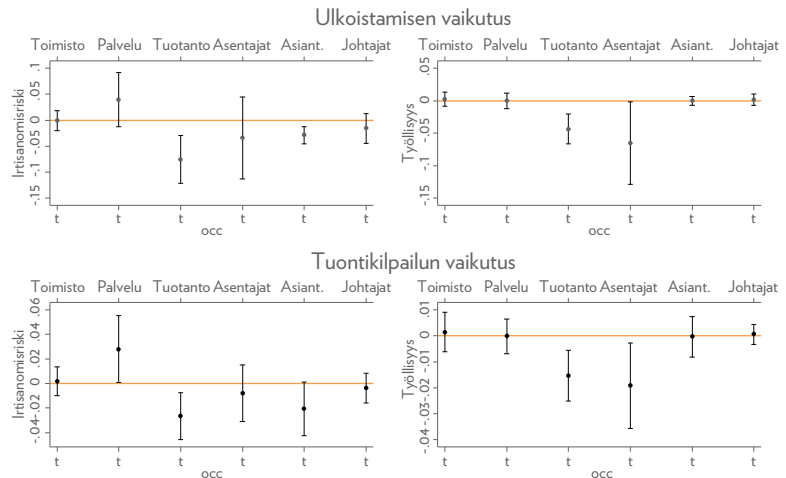 Ulkoistamisen vaikutus
Toimisto Palvelu Tuotanto Asentajat Asiant. Johtajat
Irtisanomisriski
.1
.05
0
-.05
-.1
-.15
t t t t t t
occ
Toimisto Palvelu Tuotanto Asentajat Asiant. Johtajat
Työllisyys
.05
0
-.05
-.1
-.15
t t t t t t
occ
Tuontikilpailun vaikutus
Toimisto Palvelu Tuotanto Asentajat Asiant. Johtajat
Irtisanomisriski
.06
.04
.02
0
-.02
-.04
t t t t t t
occ
Toimisto Palvelu Tuotanto Asentajat Asiant. Johtajat
Työllisyys
.01
0
-.01
-.02
-.03
-.04
t t t t t t
occ